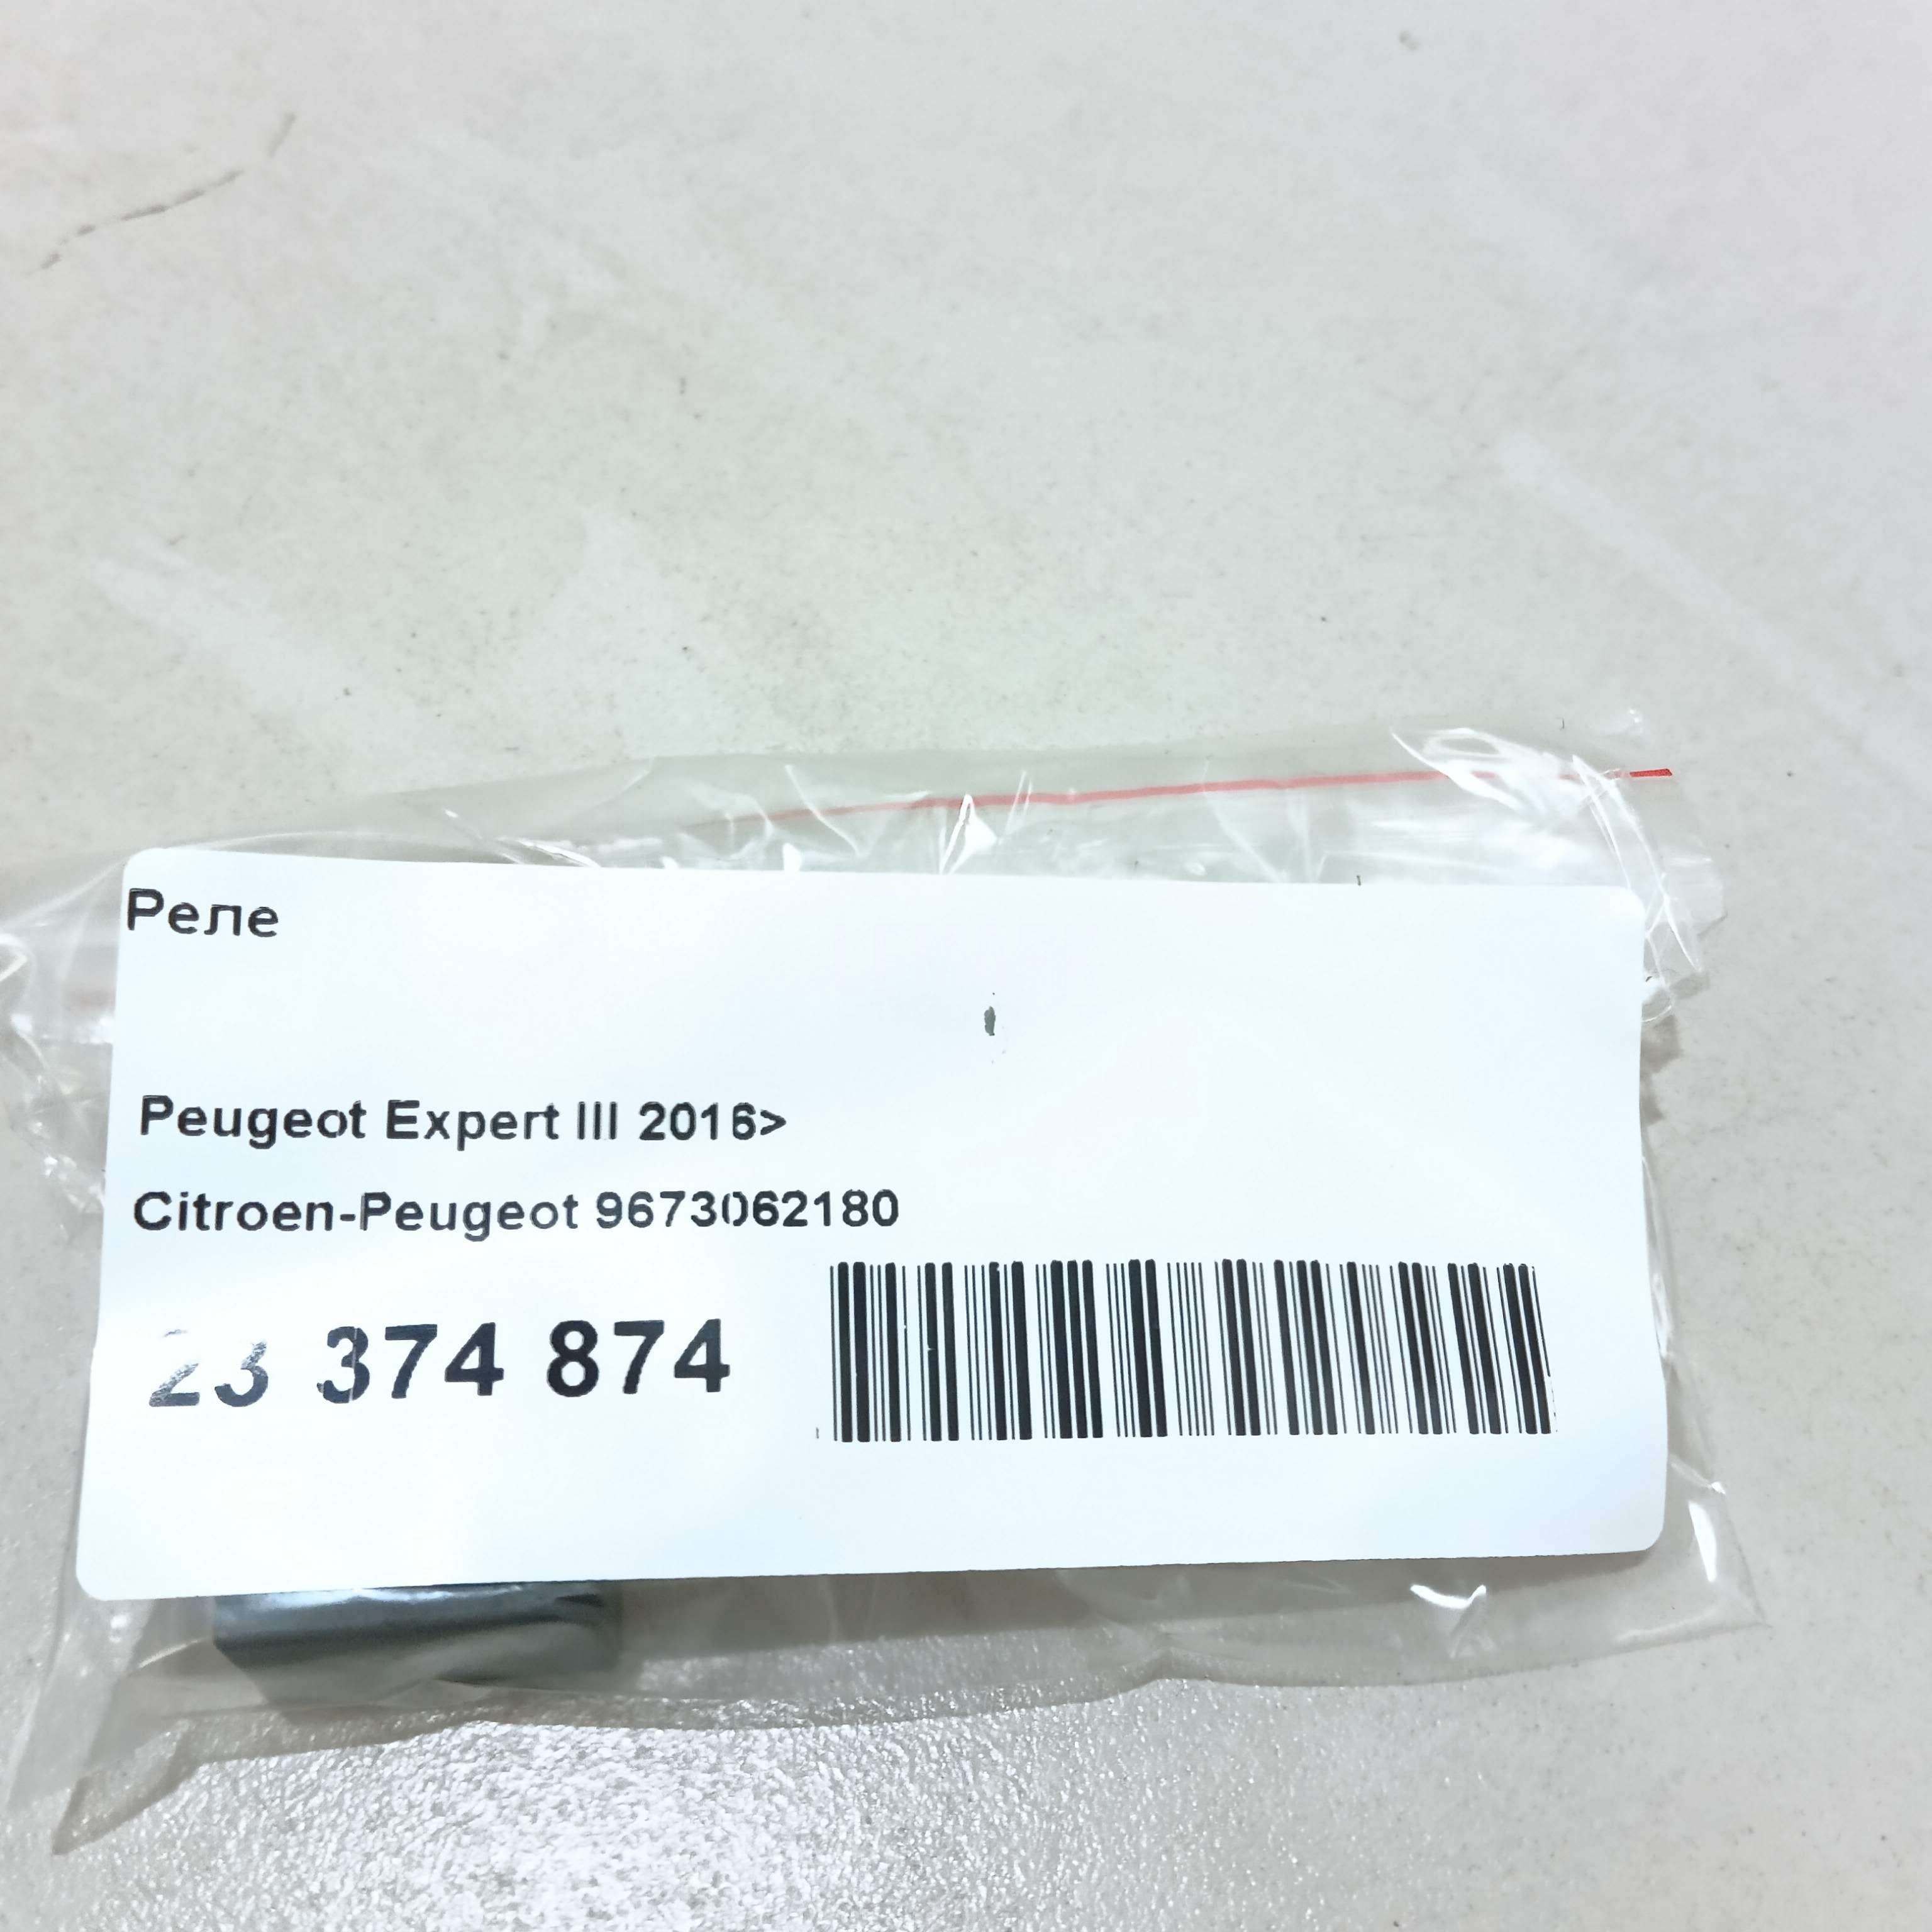 Реле
Peugeot Expert III 2016>
Citroen-Peugeot 9673062180
23 374 874